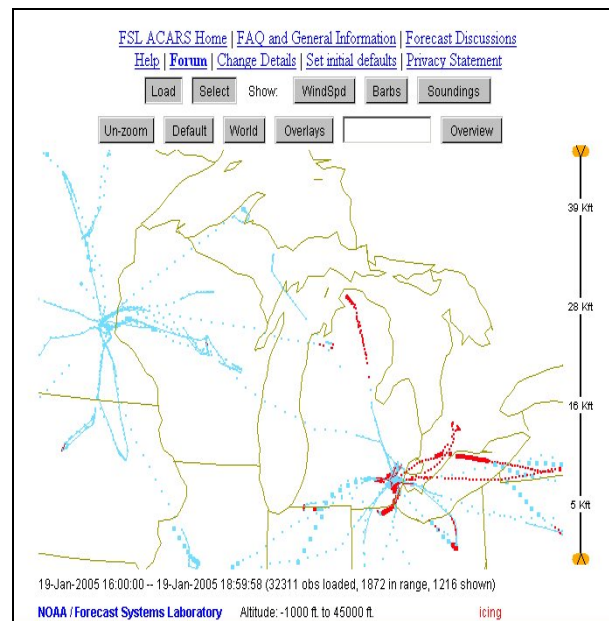 FSL ACARS Home | FAQ and General Information | Forecast Discussions
Help | Forum | Change Details | Set initial defaults | Privacy Statement
Load Select Show: WindSpd Barbs Soundings
Un-zoom Default World Overlays Overview
39 Kft
28 Kft
16 Kft
5 Kft
19-Jan-2005 16:00:00 -- 19-Jan-2005 18:59:58 (32311 obs loaded, 1872 in range, 1216 shown)
NOAA / Forecast Systems Laboratory Altitude: -1000 ft. to 45000 ft. icing